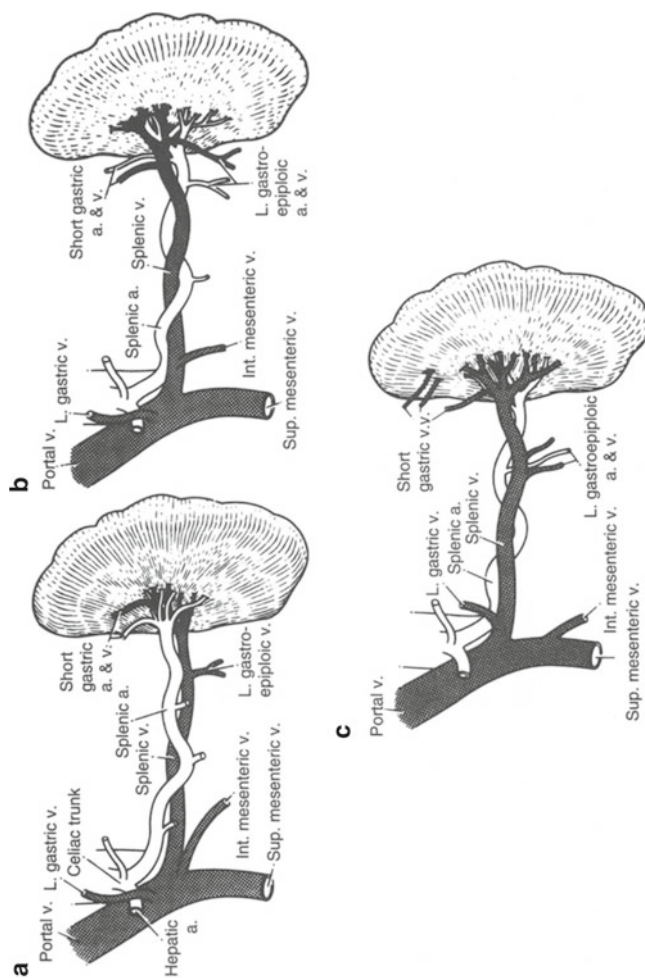 a
Portal v.
L. gastric v.
Celiac trunk
Hepatic
a.
Short
gastric
a. & v.
Splenic a.
Splenic v.
L. gastro-
epiploic v.
Int. mesenteric v.
Sup. mesenteric v.
b
Portal v.
L. gastric v.
Splenic a.
Splenic v.
Short gastric
a. & v.
L. gastro-
epiploic
a. & v.
Int. mesenteric v.
Sup. mesenteric v.
c
Portal v.
L. gastric v.
Splenic a.
Splenic v.
Short
gastric v.v.
L. gastroepiploic
a. & v.
Int. mesenteric v.
Sup. mesenteric v.